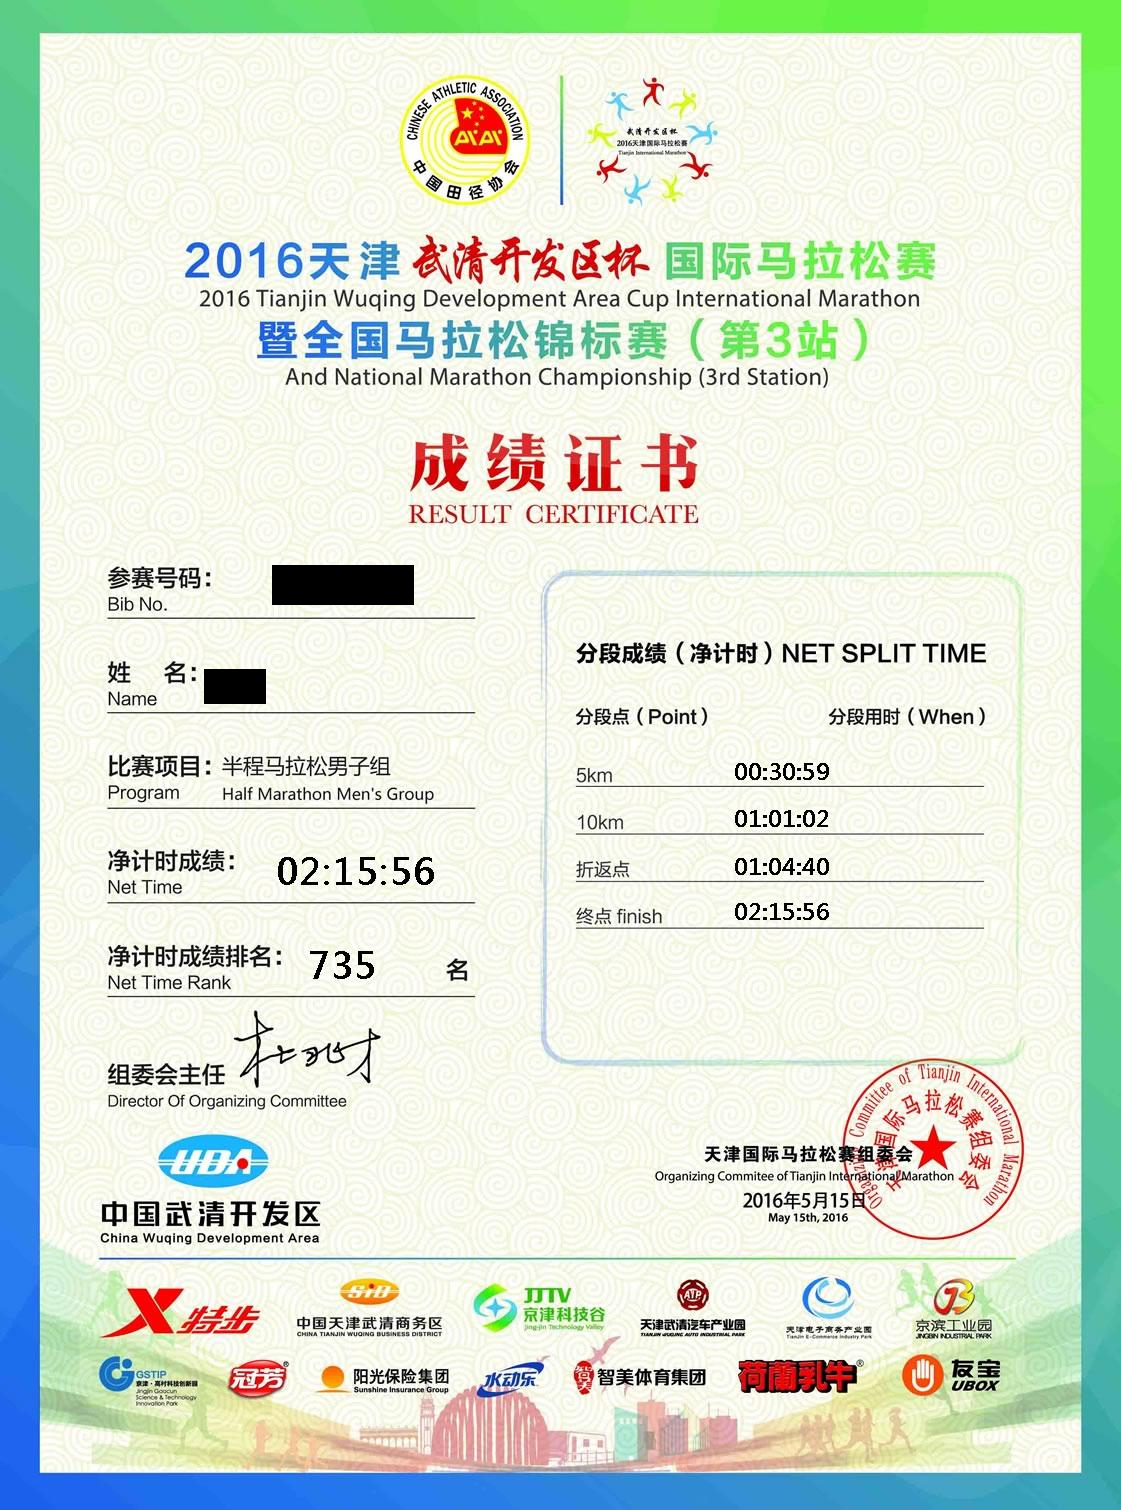 CHINESE ATHLETIC ASSOCIATION
中国田径协会
武清开发区杯
2016天津国际马拉松赛
Tianjin International Marathon
2016天津 武清开发区杯 国际马拉松赛
2016 Tianjin Wuqing Development Area Cup International Marathon
暨全国马拉松锦标赛（第3站）
And National Marathon Championship (3rd Station)
成绩证书
RESULT CERTIFICATE
参赛号码：
Bib No.
姓 名：
Name
比赛项目：半程马拉松男子组
Program Half Marathon Men's Group
净计时成绩： 02:15:56
Net Time
净计时成绩排名： 735 名
Net Time Rank
组委会主任
Director Of Organizing Committee
分段成绩（净计时）NET SPLIT TIME
分段点（Point） 分段用时（When）
5km 00:30:59
10km 01:01:02
折返点 01:04:40
终点 finish 02:15:56
UDA
中国武清开发区
China Wuqing Development Area
天津国际马拉松赛组委会
Organizing Commitee of Tianjin International Marathon
2016年5月15日
May 15th, 2016
Organizing Committee of Tianjin International Marathon
天津国际马拉松赛组委会
X特步
SiB
中国天津武清商务区
CHINA TIANJIN WUQING BUSINESS DISTRICT
JJTV
京津科技谷
Jing-jin Technology Valley
ATP
天津武清汽车产业园
TIANJIN WUQING AUTO INDUSTRIAL PARK
天津电子商务产业园
Tianjin E-Commerce Industry Park
京滨工业园
JINGBIN INDUSTRIAL PARK
GSTIP
京津·高村科技创新园
Jingjin Gaocun
Science & Technology
Innovation Park
冠芳®
阳光保险集团
Sunshine Insurance Group
水动乐
智美
智美体育集团
荷蘭乳牛®
友宝
UBOX